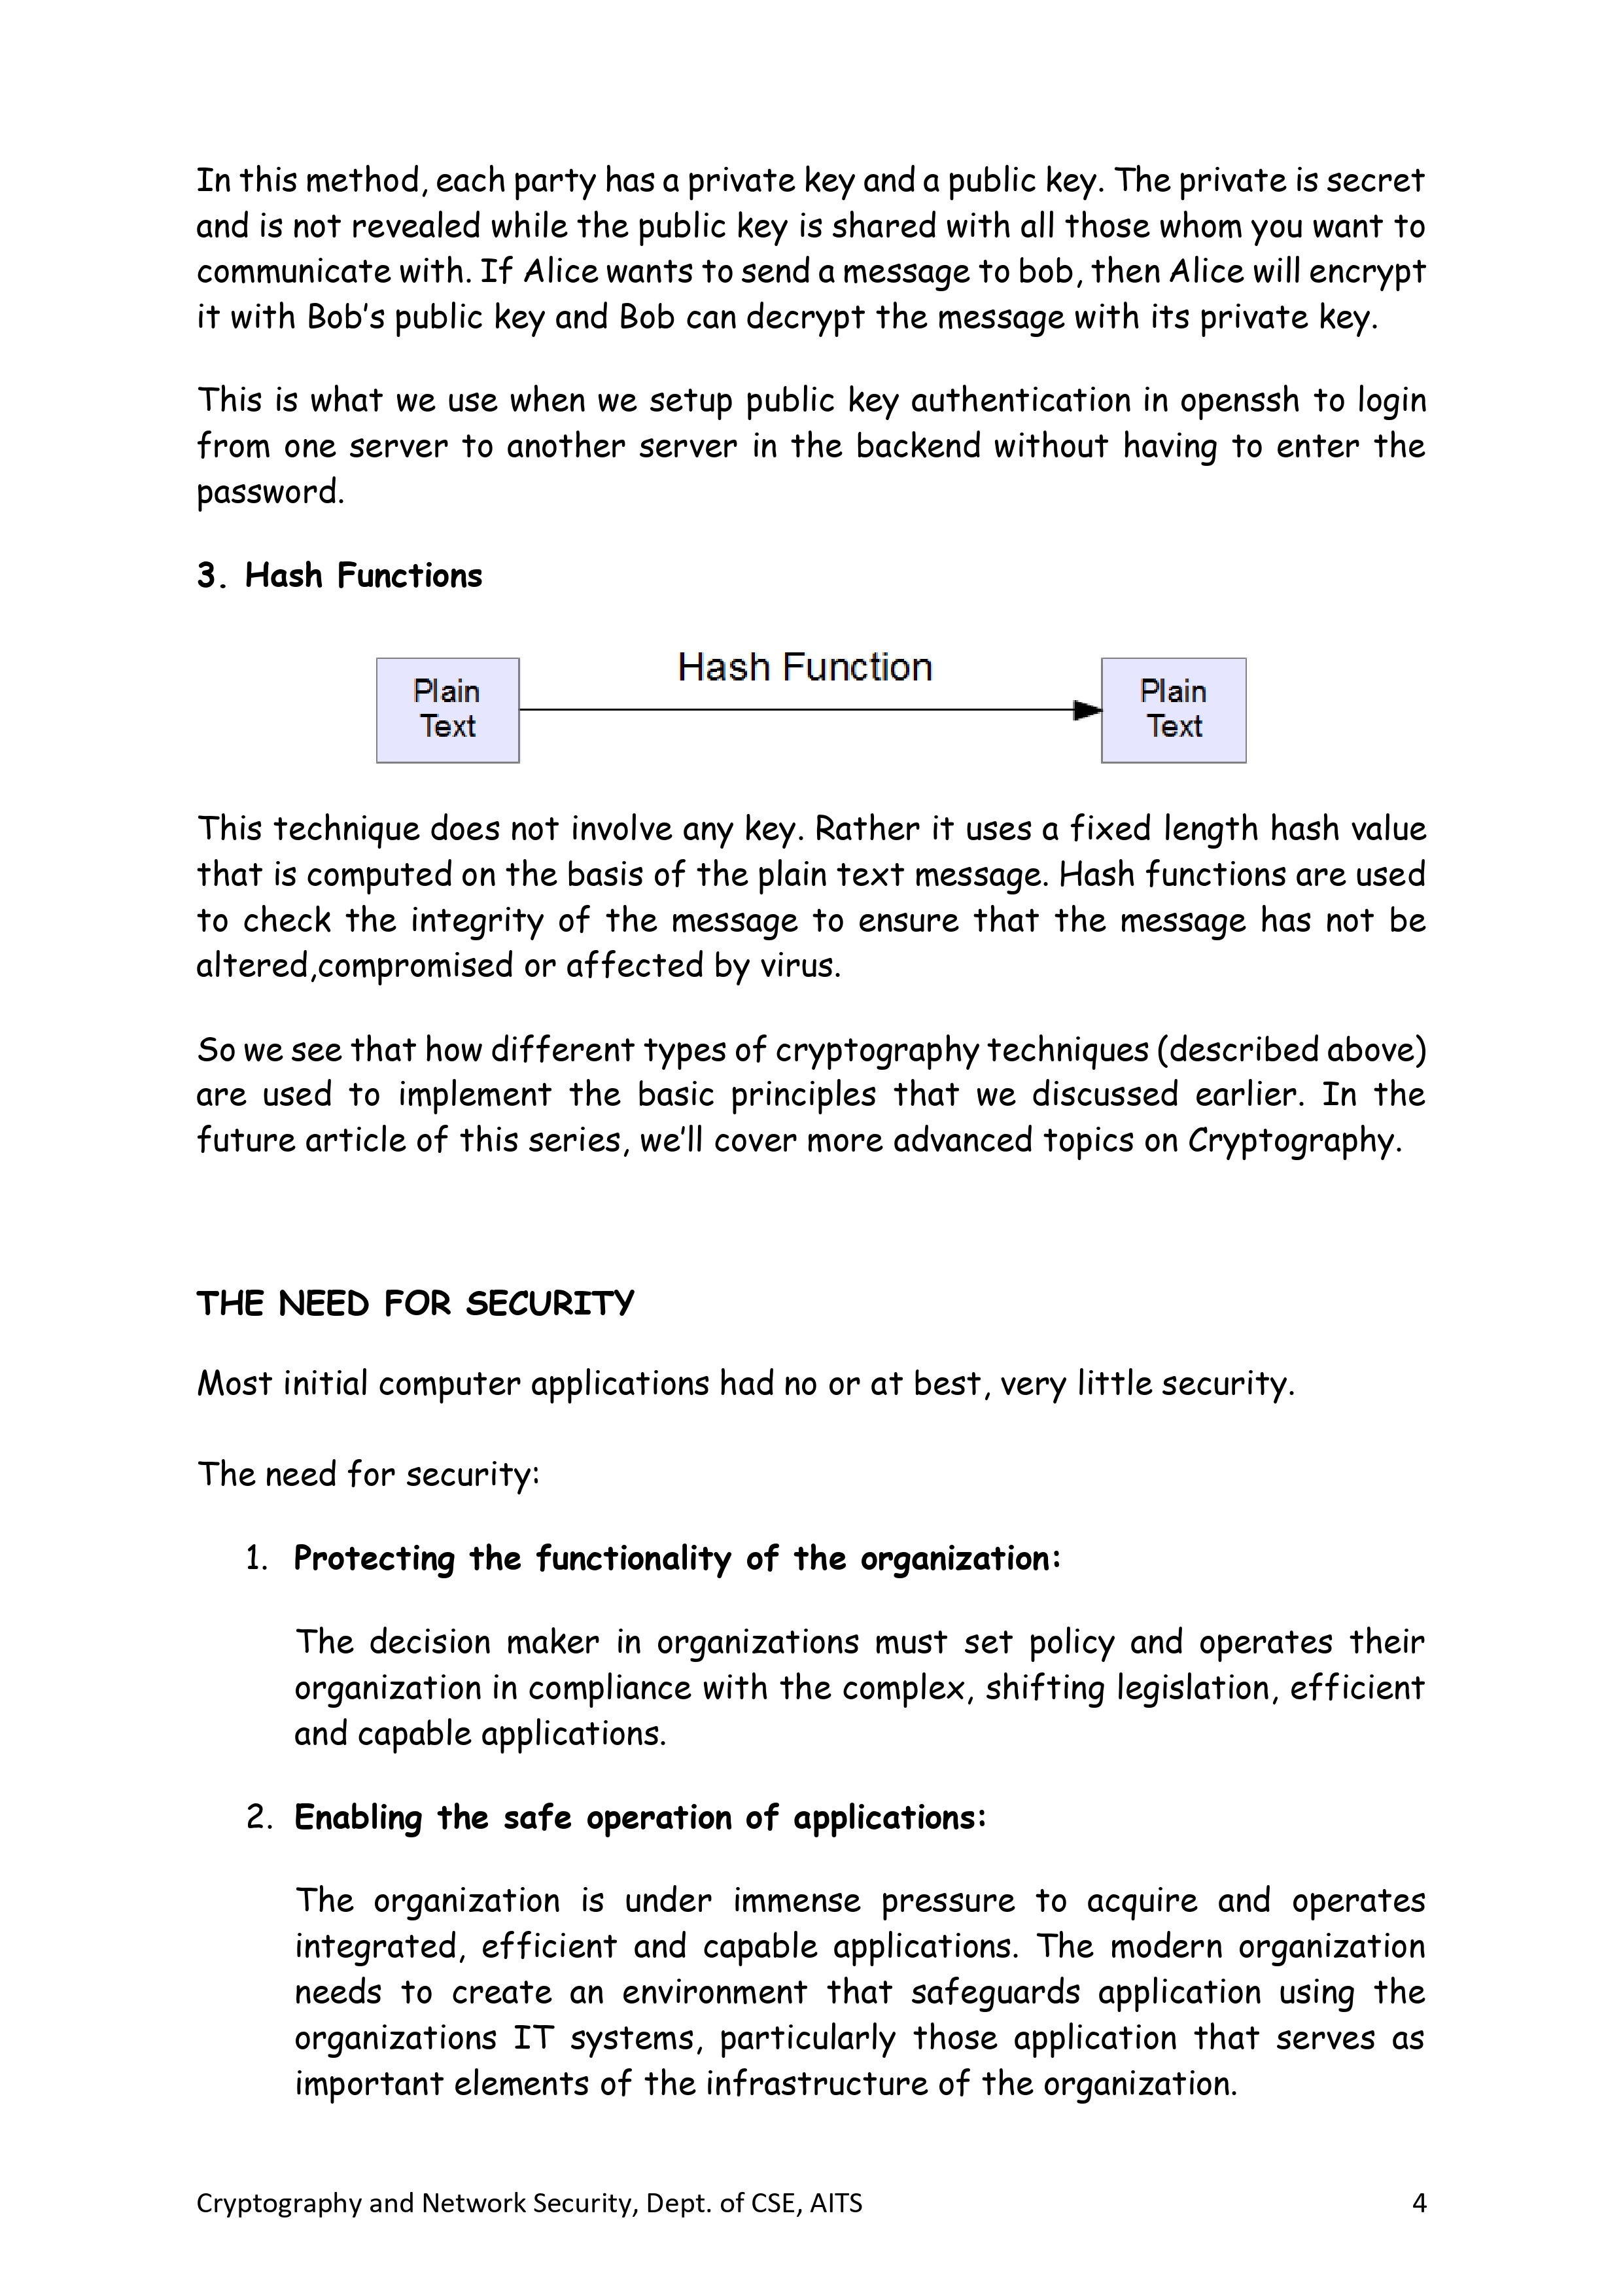 In this method, each party has a private key and a public key. The private is secret
and is not revealed while the public key is shared with all those whom you want to
communicate with. If Alice wants to send a message to bob, then Alice will encrypt
it with Bob's public key and Bob can decrypt the message with its private key.
This is what we use when we setup public key authentication in openssh to login
from one server to another server in the backend without having to enter the
password.
3. Hash Functions
Hash Function
Plain
Text
Plain
Text
This technique does not involve any key. Rather it uses a fixed length hash value
that is computed on the basis of the plain text message. Hash functions are used
to check the integrity of the message to ensure that the message has not be
altered,compromised or affected by virus.
So we see that how different types of cryptography techniques (described above)
are used to implement the basic principles that we discussed earlier. In the
future article of this series, we'll cover more advanced topics on Cryptography.
THE NEED FOR SECURITY
Most initial computer applications had no or at best, very little security.
The need for security:
1. Protecting the functionality of the organization:
The decision maker in organizations must set policy and operates their
organization in compliance with the complex, shifting legislation, efficient
and capable applications.
2. Enabling the safe operation of applications:
The organization is under immense pressure to acquire and operates
integrated, efficient and capable applications. The modern organization
needs to create an environment that safeguards application using the
organizations IT systems, particularly those application that serves as
important elements of the infrastructure of the organization.
Cryptography and Network Security, Dept. of CSE, AITS 4